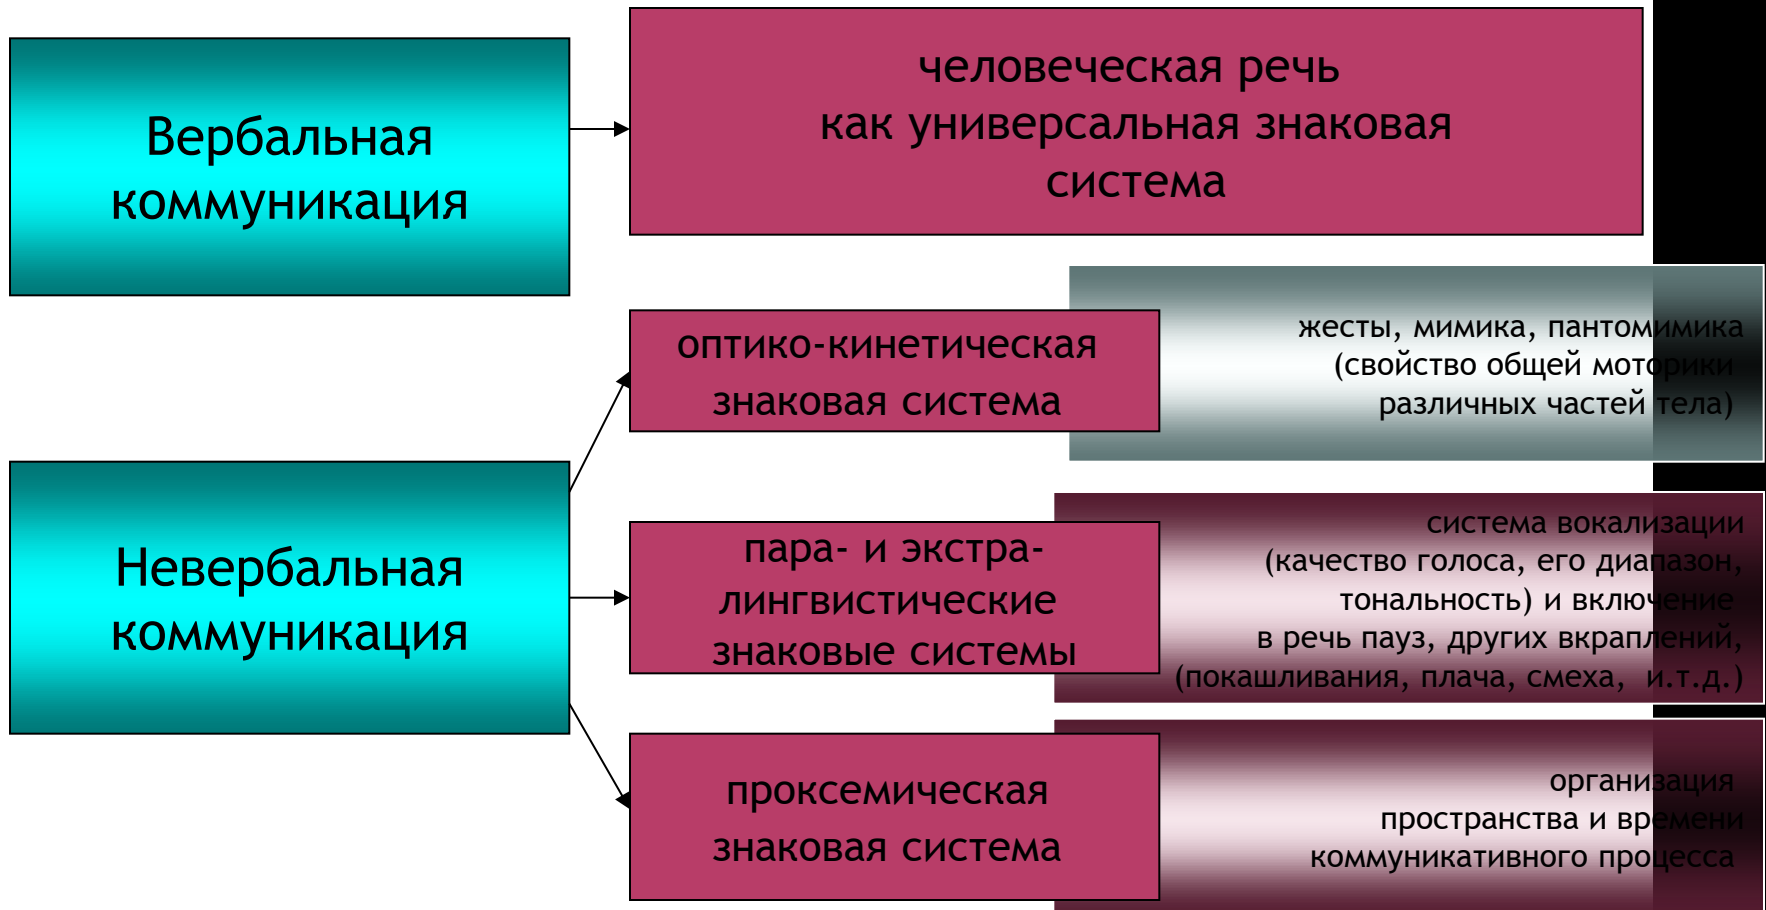 Вербальная
коммуникация
человеческая речь
как универсальная знаковая
система
Невербальная
коммуникация
оптико-кинетическая
знаковая система
жесты, мимика, пантомимика
(свойство общей моторики
различных частей тела)
пара- и экстра-
лингвистические
знаковые системы
система вокализации
(качество голоса, его диапазон,
тональность) и включение
в речь пауз, других вкраплений,
(покашливания, плача, смеха, и.т.д.)
проксемическая
знаковая система
организация
пространства и времени
коммуникативного процесса